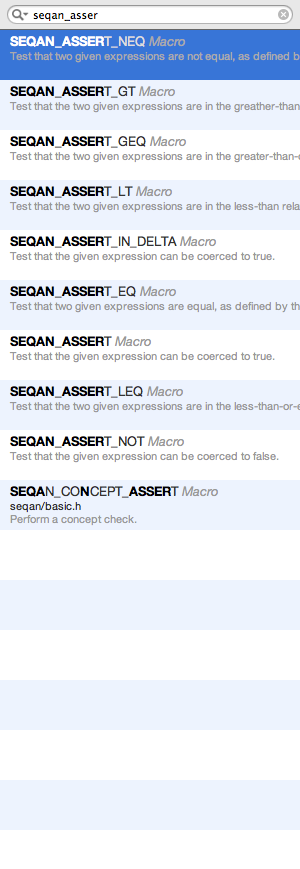 seqan_asser
SEQAN_ASSERT_NEQ Macro
Test that two given expressions are not equal, as defined b
SEQAN_ASSERT_GT Macro
Test that the two given expressions are in the greather-than
SEQAN_ASSERT_GEQ Macro
Test that the two given expressions are in the greater-than-
SEQAN_ASSERT_LT Macro
Test that the two given expressions are in the less-than rela
SEQAN_ASSERT_IN_DELTA Macro
Test that the given expression can be coerced to true.
SEQAN_ASSERT_EQ Macro
Test that two given expressions are equal, as defined by th
SEQAN_ASSERT Macro
Test that the given expression can be coerced to true.
SEQAN_ASSERT_LEQ Macro
Test that the two given expressions are in the less-than-or-e
SEQAN_ASSERT_NOT Macro
Test that the given expression can be coerced to false.
SEQAN_CONCEPT_ASSERT Macro
seqan/basic.h
Perform a concept check.